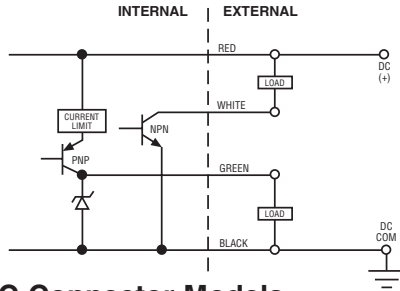 INTERNAL EXTERNAL
RED
DC
(+)
LOAD
WHITE
CURRENT
LIMIT
NPN
PNP
GREEN
LOAD
DC
COM
BLACK